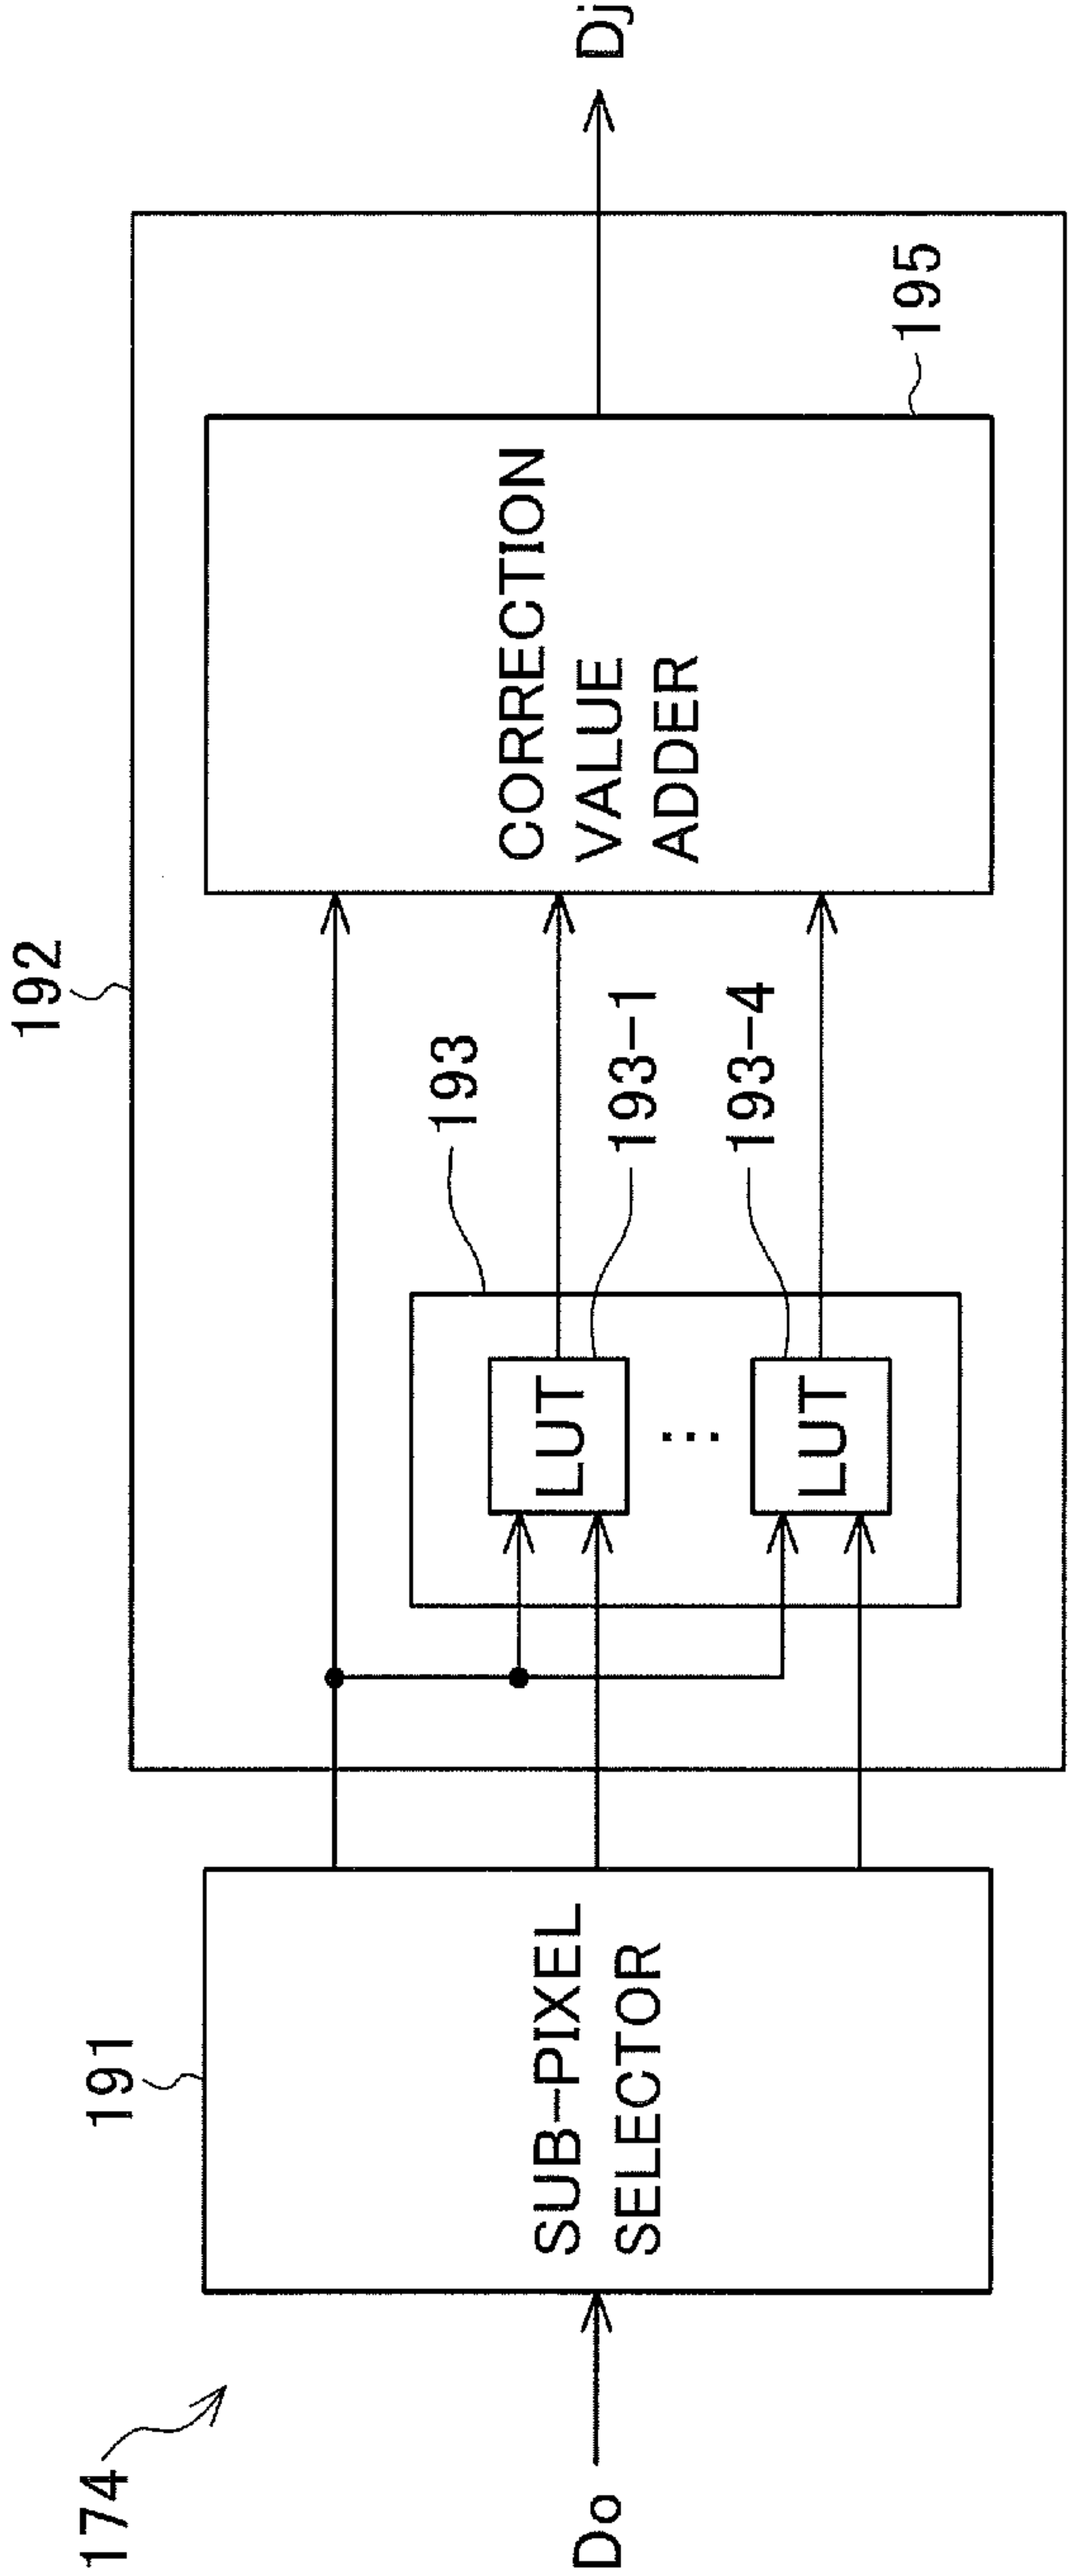 174
191
192
Do
SUB-PIXEL
SELECTOR
193
LUT
193-1
⋮
LUT
193-4
CORRECTION
VALUE
ADDER
195
Dj